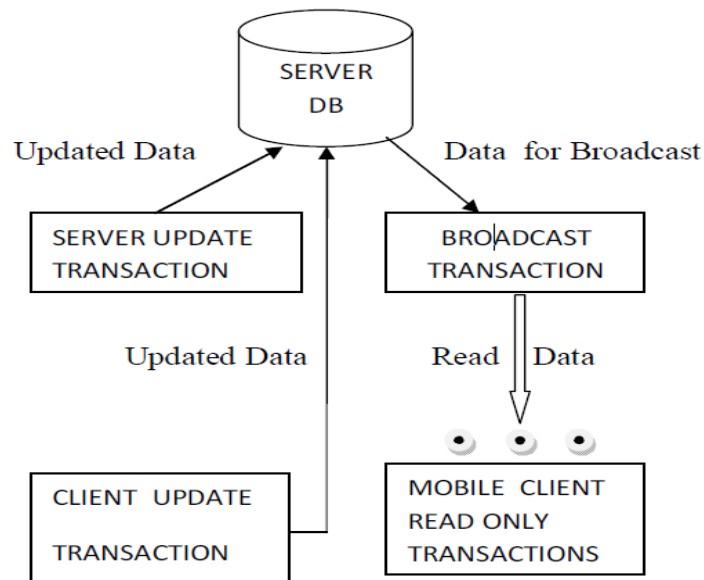 SERVER
DB
Updated Data
Data for Broadcast
SERVER UPDATE
TRANSACTION
BROADCAST
TRANSACTION
Updated Data
Read Data
CLIENT UPDATE
TRANSACTION
MOBILE CLIENT
READ ONLY
TRANSACTIONS